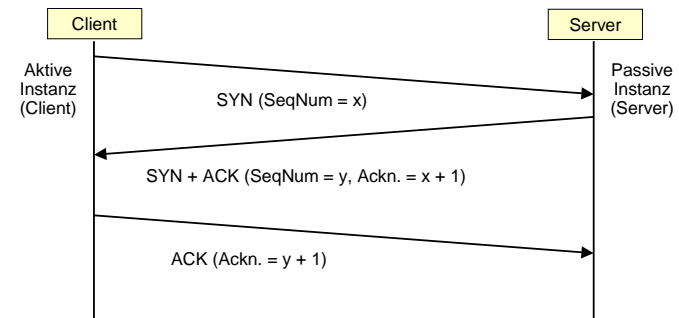 Client
Server
Aktive
Instanz
(Client)
Passive
Instanz
(Server)
SYN (SeqNum = x)
SYN + ACK (SeqNum = y, Ackn. = x + 1)
ACK (Ackn. = y + 1)